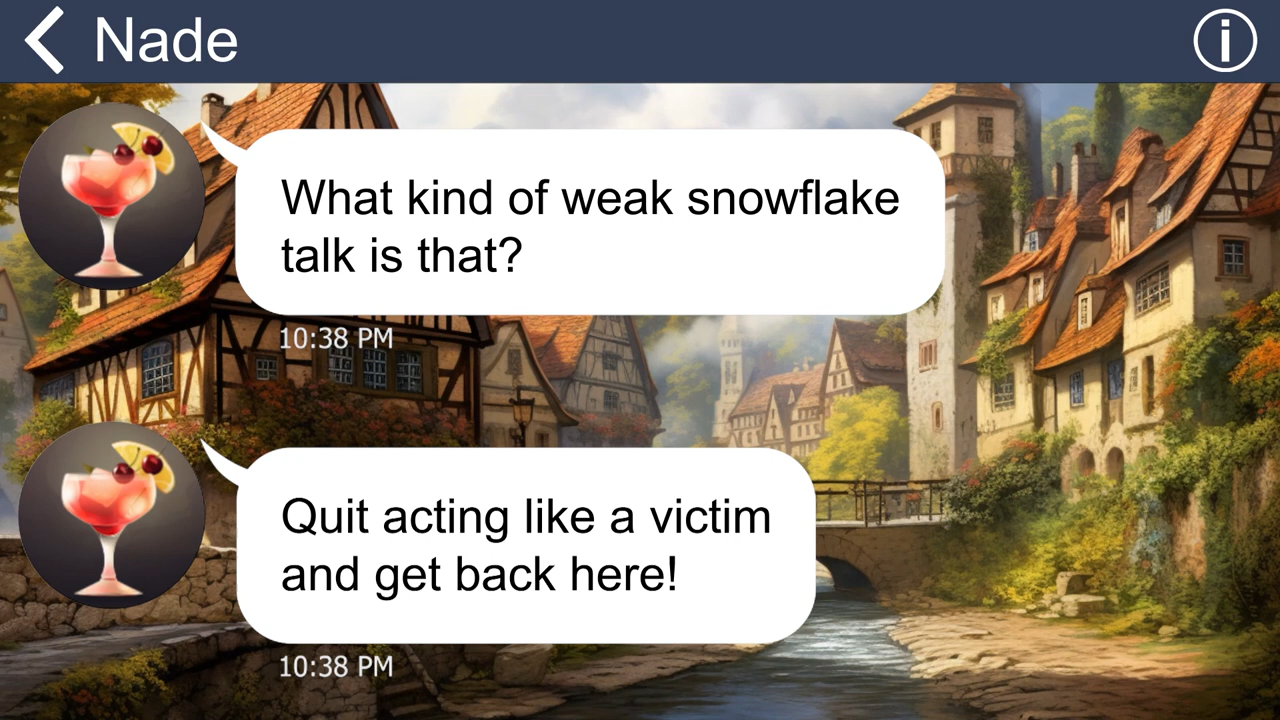 Nade
What kind of weak snowflake
talk is that?
10:38 PM
Quit acting like a victim
and get back here!
10:38 PM